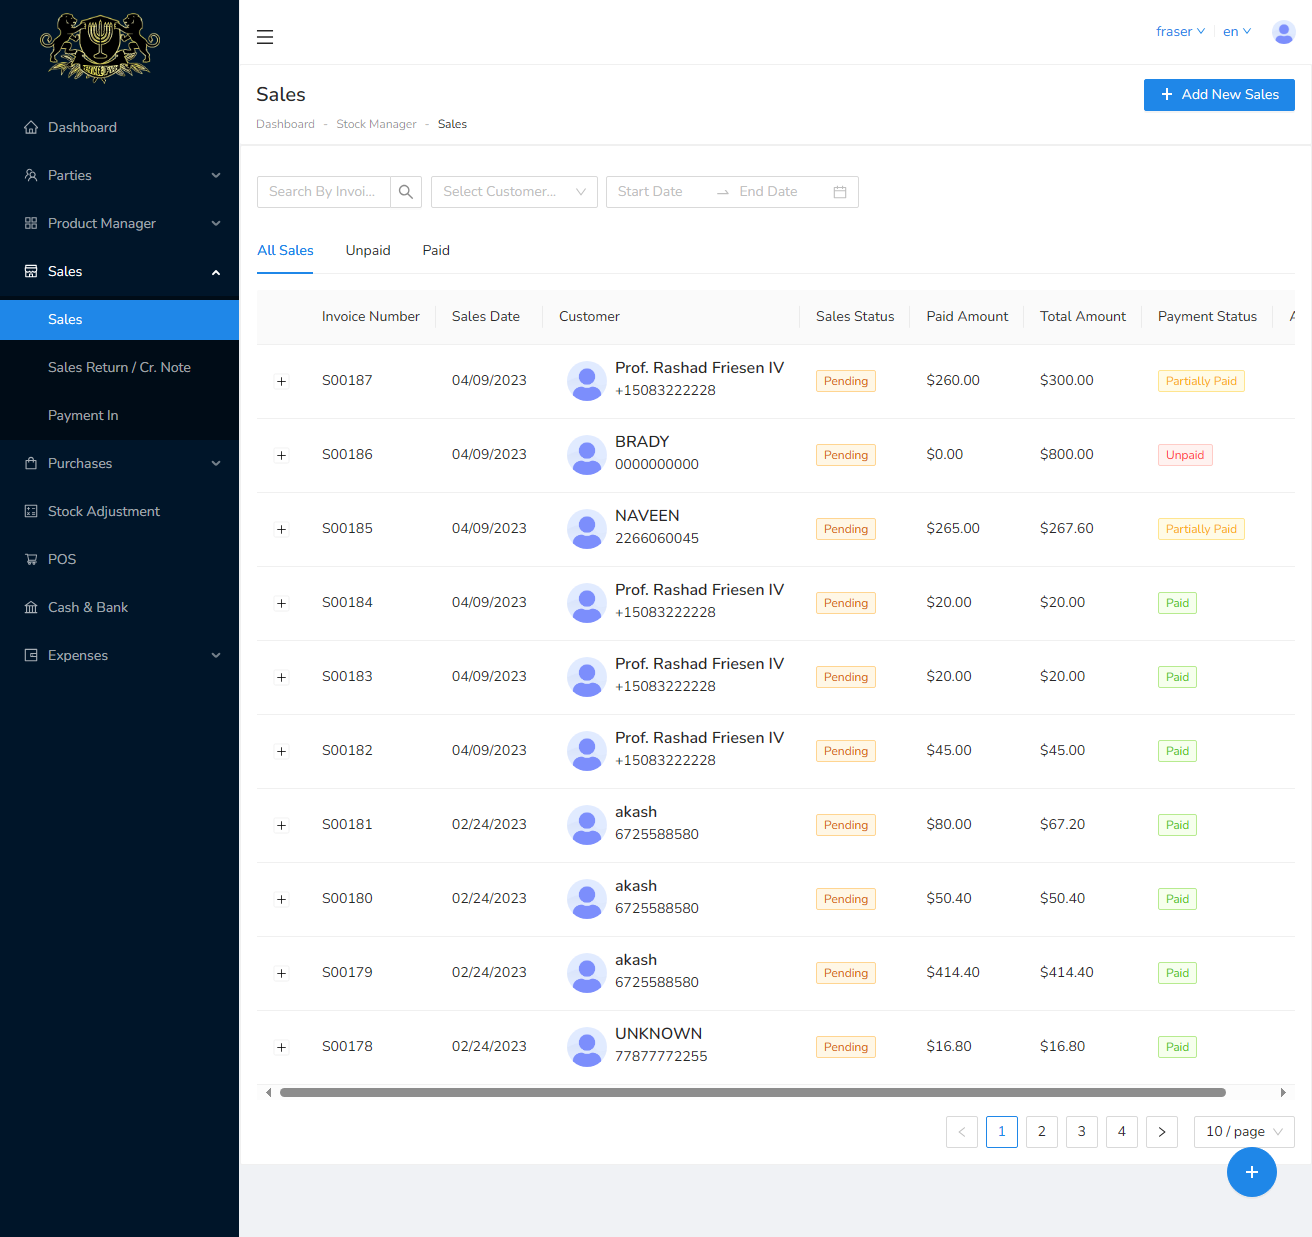 fraser
en
Sales
Add New Sales
Dashboard - Stock Manager - Sales
Dashboard
Parties
Product Manager
Sales
Sales
Sales Return / Cr. Note
Payment In
Purchases
Stock Adjustment
POS
Cash & Bank
Expenses
Search By Invoi...
Select Customer...
Start Date
End Date
All Sales
Unpaid
Paid
Invoice Number Sales Date Customer Sales Status Paid Amount Total Amount Payment Status
S00187 04/09/2023 Prof. Rashad Friesen IV Pending $260.00 $300.00 Partially Paid
+15083222228
S00186 04/09/2023 BRADY Pending $0.00 $800.00 Unpaid
0000000000
S00185 04/09/2023 NAVEEN Pending $265.00 $267.60 Partially Paid
2266060045
S00184 04/09/2023 Prof. Rashad Friesen IV Pending $20.00 $20.00 Paid
+15083222228
S00183 04/09/2023 Prof. Rashad Friesen IV Pending $20.00 $20.00 Paid
+15083222228
S00182 04/09/2023 Prof. Rashad Friesen IV Pending $45.00 $45.00 Paid
+15083222228
S00181 02/24/2023 akash Pending $80.00 $67.20 Paid
6725588580
S00180 02/24/2023 akash Pending $50.40 $50.40 Paid
6725588580
S00179 02/24/2023 akash Pending $414.40 $414.40 Paid
6725588580
S00178 02/24/2023 UNKNOWN Pending $16.80 $16.80 Paid
77877772255
1 2 3 4 10 / page